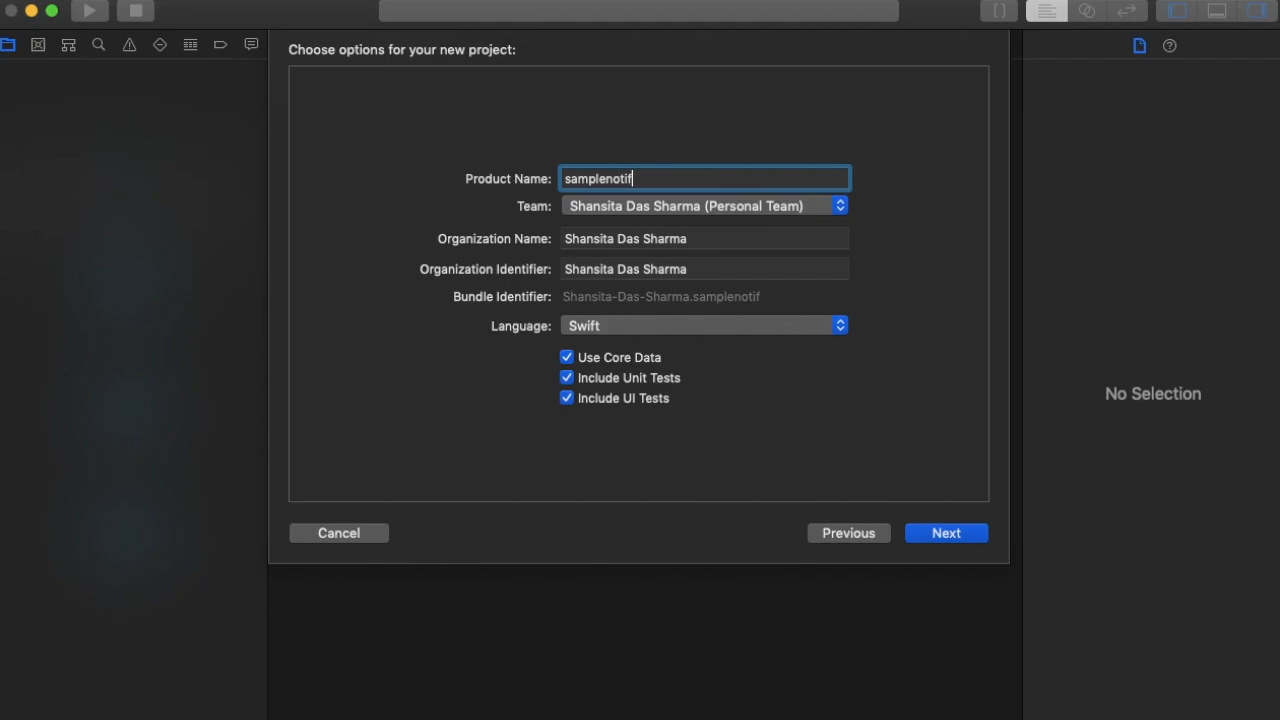 Choose options for your new project:
Product Name: samplenotif
Team: Shansita Das Sharma (Personal Team)
Organization Name: Shansita Das Sharma
Organization Identifier: Shansita Das Sharma
Bundle Identifier: Shansita-Das-Sharma.samplenotif
Language: Swift
Use Core Data
Include Unit Tests
Include UI Tests
No Selection
Cancel Previous Next